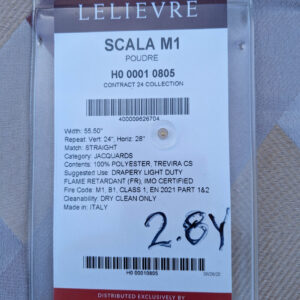 LELIEVRE
SCALA M1
POUDRE
H0 0001 0805
CONTRACT 24 COLLECTION
400009626704
Width: 55.50"
Repeat: Vert: 24", Horiz: 28"
Match: STRAIGHT
Category: JACQUARDS
Contents: 100% POLYESTER, TREVIRA CS
Suggested Use: DRAPERY LIGHT DUTY
FLAME RETARDANT (FR), IMO CERTIFIED
Fire Code: M1, B1, CLASS 1, EN 2021 PART 1&2
Cleanability: DRY CLEAN ONLY
Made in: ITALY
2.8Y
H0 00010805
DISTRIBUTED EXCLUSIVELY BY